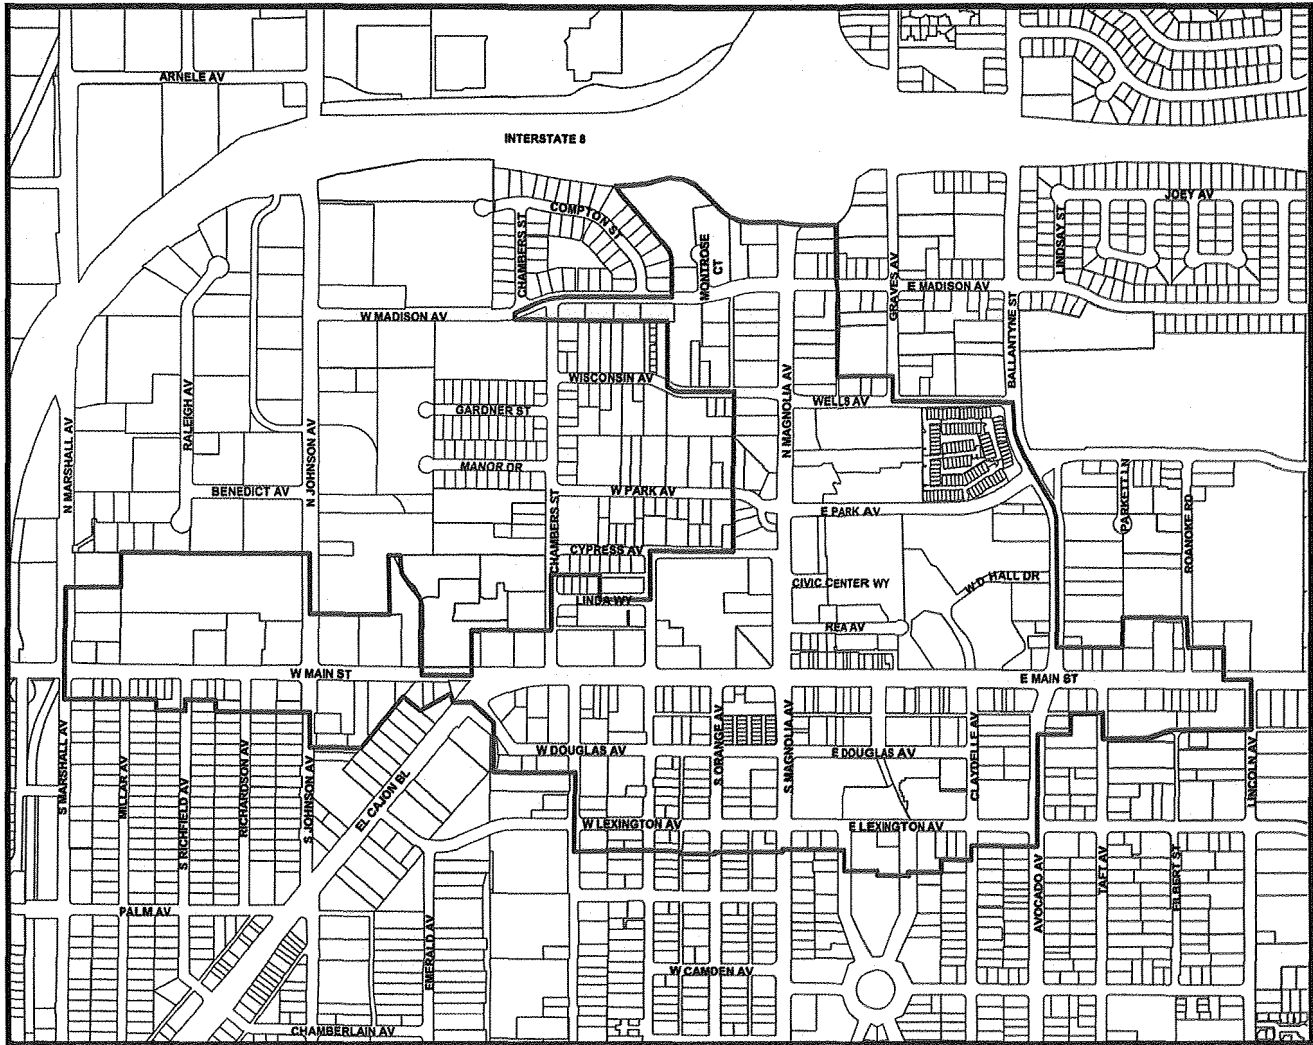 ARNELE AV
INTERSTATE 8
JOEY AV
COMPTON ST
CHAMBERS ST
LINDSAY ST
MONTROSE
CT
GRAVES AV
E MADISON AV
BALLANTYNE ST
W MADISON AV
WISCONSIN AV
N MAGNOLIA AV
WELLS AV
GARDNER ST
RALEIGH AV
N MARSHALL AV
N JOHNSON AV
MANOR DR
BENEDICT AV
W PARK AV
E PARK AV
PARKETT LN
ROANOKE RD
CHAMBERS ST
CYPRESS AV
CIVIC CENTER WY
W D HALL DR
LINDA WY
REA AV
W MAIN ST
E MAIN ST
S MARSHALL AV
MILLAR AV
S RICHFIELD AV
RICHARDSON AV
S JOHNSON AV
EL CAJON BL
W DOUGLAS AV
S ORANGE AV
S MAGNOLIA AV
E DOUGLAS AV
CLAYDELLE AV
LINCOLN AV
W LEXINGTON AV
E LEXINGTON AV
AVOCADO AV
TAFT AV
FILBERT ST
PALM AV
EMERALD AV
W CAMDEN AV
CHAMBERLAIN AV